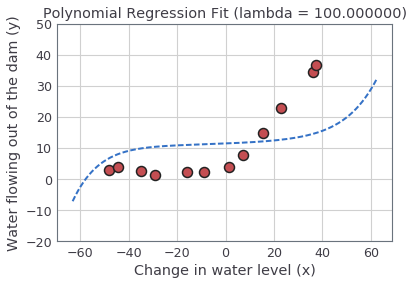 Polynomial Regression Fit (lambda = 100.000000)
Water flowing out of the dam (y)
50
40
30
20
10
0
−10
−20
−60 −40 −20 0 20 40 60
Change in water level (x)